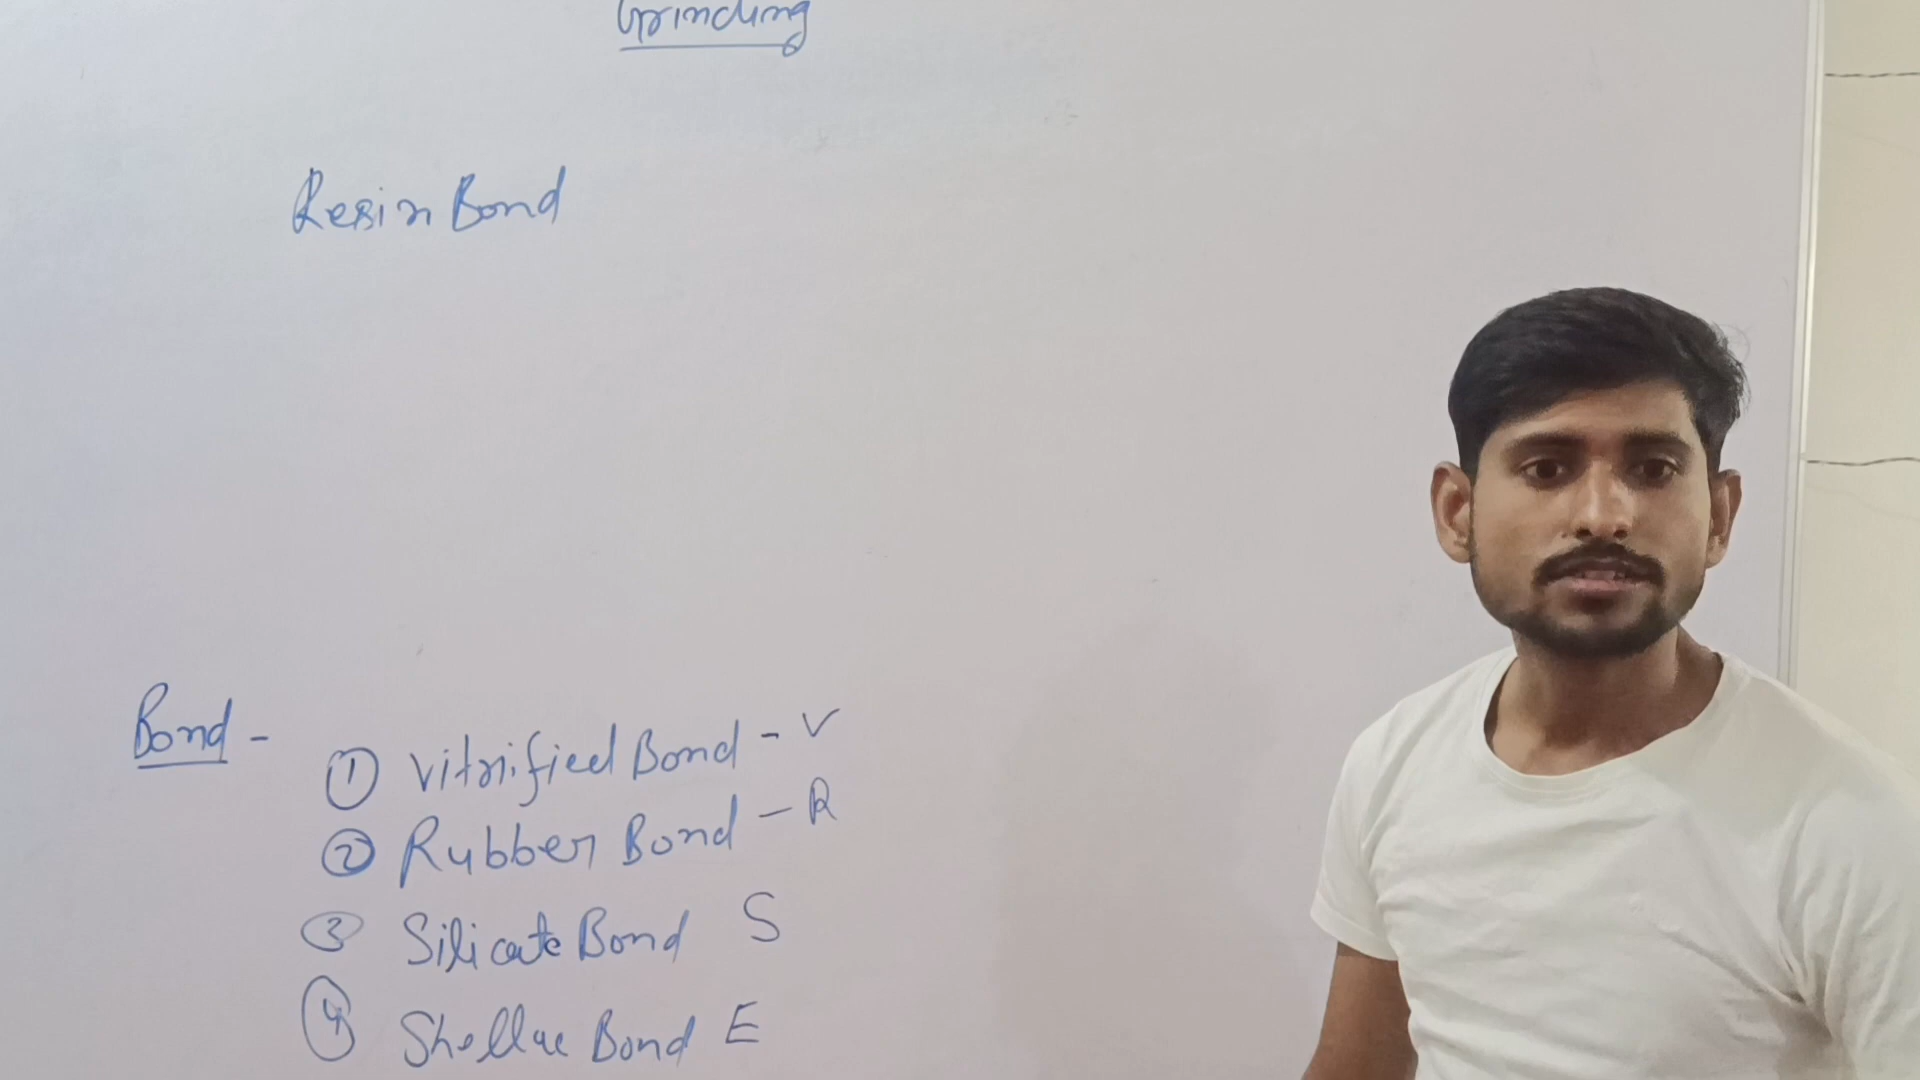 Grinding
Resin Bond
Bond -
① Vitrified Bond - V
② Rubber Bond - R
③ Silicate Bond S
④ Shellac Bond E